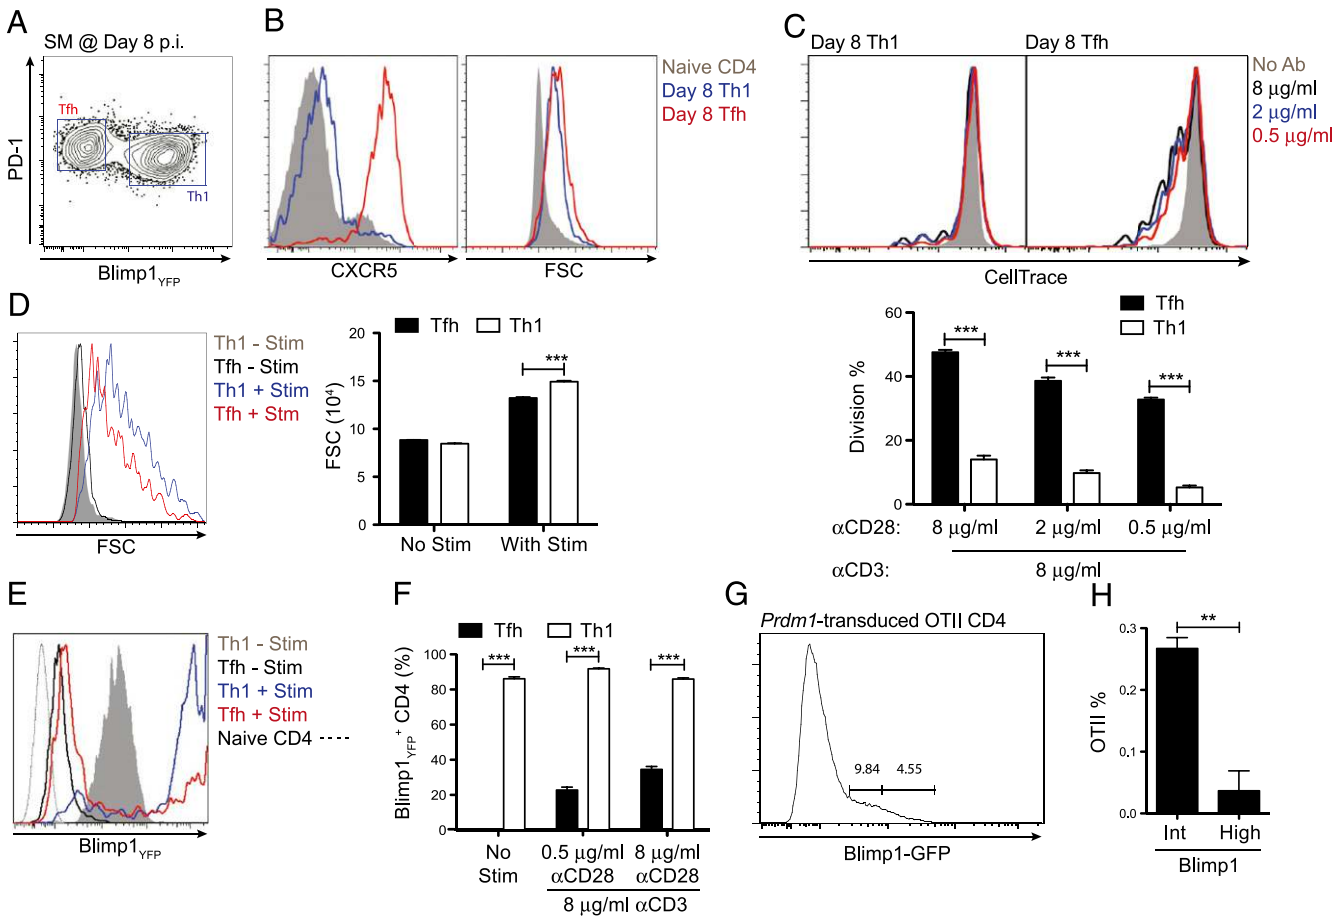 A
SM @ Day 8 p.i.
PD-1
Tfh
Th1
Blimp1YFP
B
Naive CD4
Day 8 Th1
Day 8 Tfh
CXCR5
FSC
C
Day 8 Th1
Day 8 Tfh
No Ab
8 µg/ml
2 µg/ml
0.5 µg/ml
CellTrace
Tfh
Th1
Division %
60
40
20
0
***
***
***
αCD28: 8 µg/ml 2 µg/ml 0.5 µg/ml
αCD3: 8 µg/ml
D
Th1 - Stim
Tfh - Stim
Th1 + Stim
Tfh + Stm
FSC
Tfh Th1
FSC (10⁴)
20
15
10
5
0
***
No Stim With Stim
E
Th1 - Stim
Tfh - Stim
Th1 + Stim
Tfh + Stim
Naive CD4 ----
Blimp1YFP
F
Tfh Th1
Blimp1YFP+ CD4 (%)
100
80
60
40
20
0
***
***
***
No 0.5 µg/ml 8 µg/ml
Stim αCD28 αCD28
8 µg/ml αCD3
G
Prdm1-transduced OTII CD4
9.84 4.55
Blimp1-GFP
H
OTII %
0.3
0.2
0.1
0.0
**
Int High
Blimp1